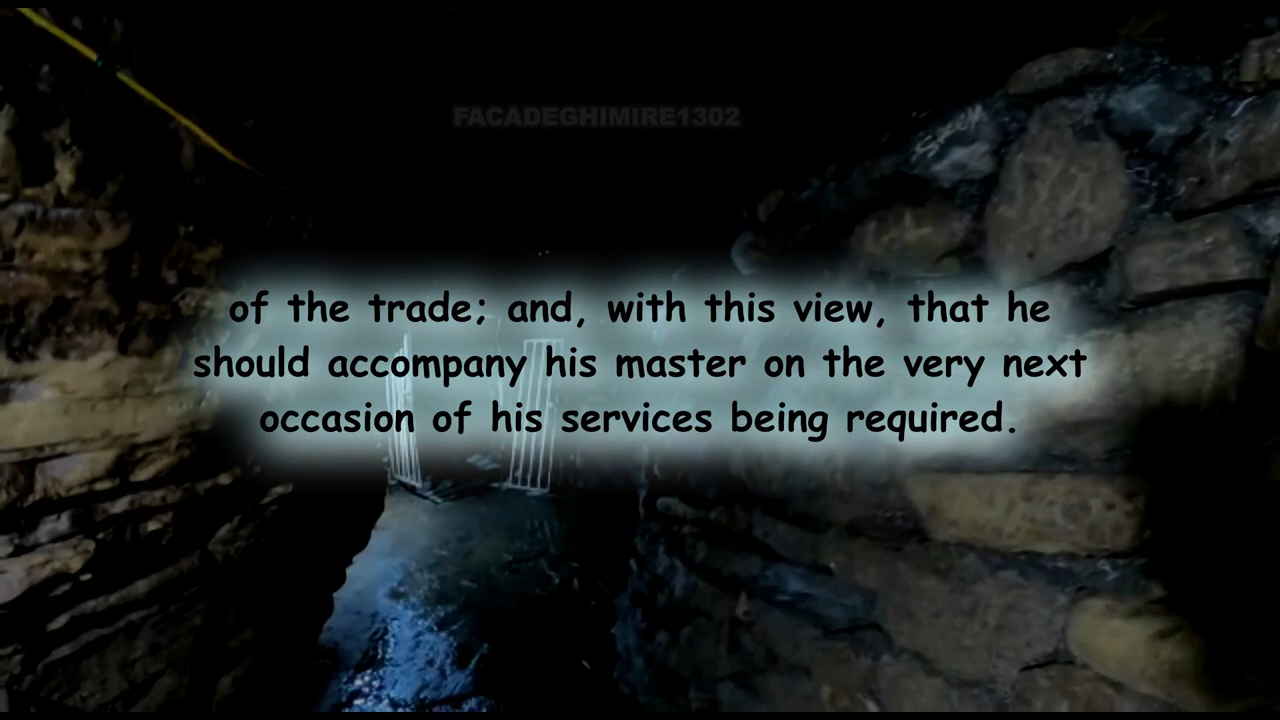 FACADEGHIMIRE1302
of the trade; and, with this view, that he
should accompany his master on the very next
occasion of his services being required.